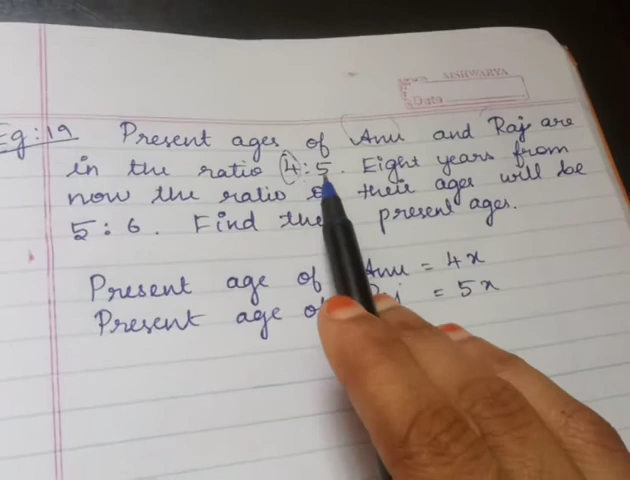 AISHWARYA
Date
Eg:19 Present ages of Anu and Raj are
in the ratio 4:5. Eight years from
now the ratio of their ages will be
5:6. Find present ages.
Present age of Anu = 4x
Present age = 5x